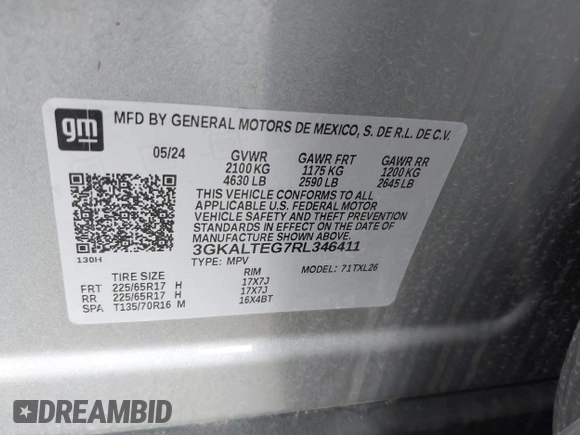 gm
MFD BY GENERAL MOTORS DE MEXICO, S. DE R.L. DE C.V.
05/24 GVWR GAWR FRT GAWR RR
2100 KG 1175 KG 1200 KG
4630 LB 2590 LB 2645 LB
THIS VEHICLE CONFORMS TO ALL
APPLICABLE U.S. FEDERAL MOTOR
VEHICLE SAFETY AND THEFT PREVENTION
STANDARDS IN EFFECT ON THE DATE OF
MANUFACTURE SHOWN ABOVE.
3GKALTEG7RL346411
130H TYPE: MPV MODEL: 71TXL26
TIRE SIZE RIM
FRT 225/65R17 H 17X7J
RR 225/65R17 H 17X7J
SPA T135/70R16 M 16X4BT
DREAMBID